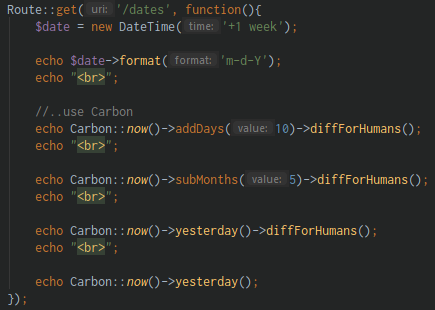 Route::get( uri: '/dates', function(){
$date = new DateTime( time: '+1 week');
echo $date->format( format: 'm-d-Y');
echo "<br>";
//..use Carbon
echo Carbon::now()->addDays( value: 10)->diffForHumans();
echo "<br>";
echo Carbon::now()->subMonths( value: 5)->diffForHumans();
echo "<br>";
echo Carbon::now()->yesterday()->diffForHumans();
echo "<br>";
echo Carbon::now()->yesterday();
});